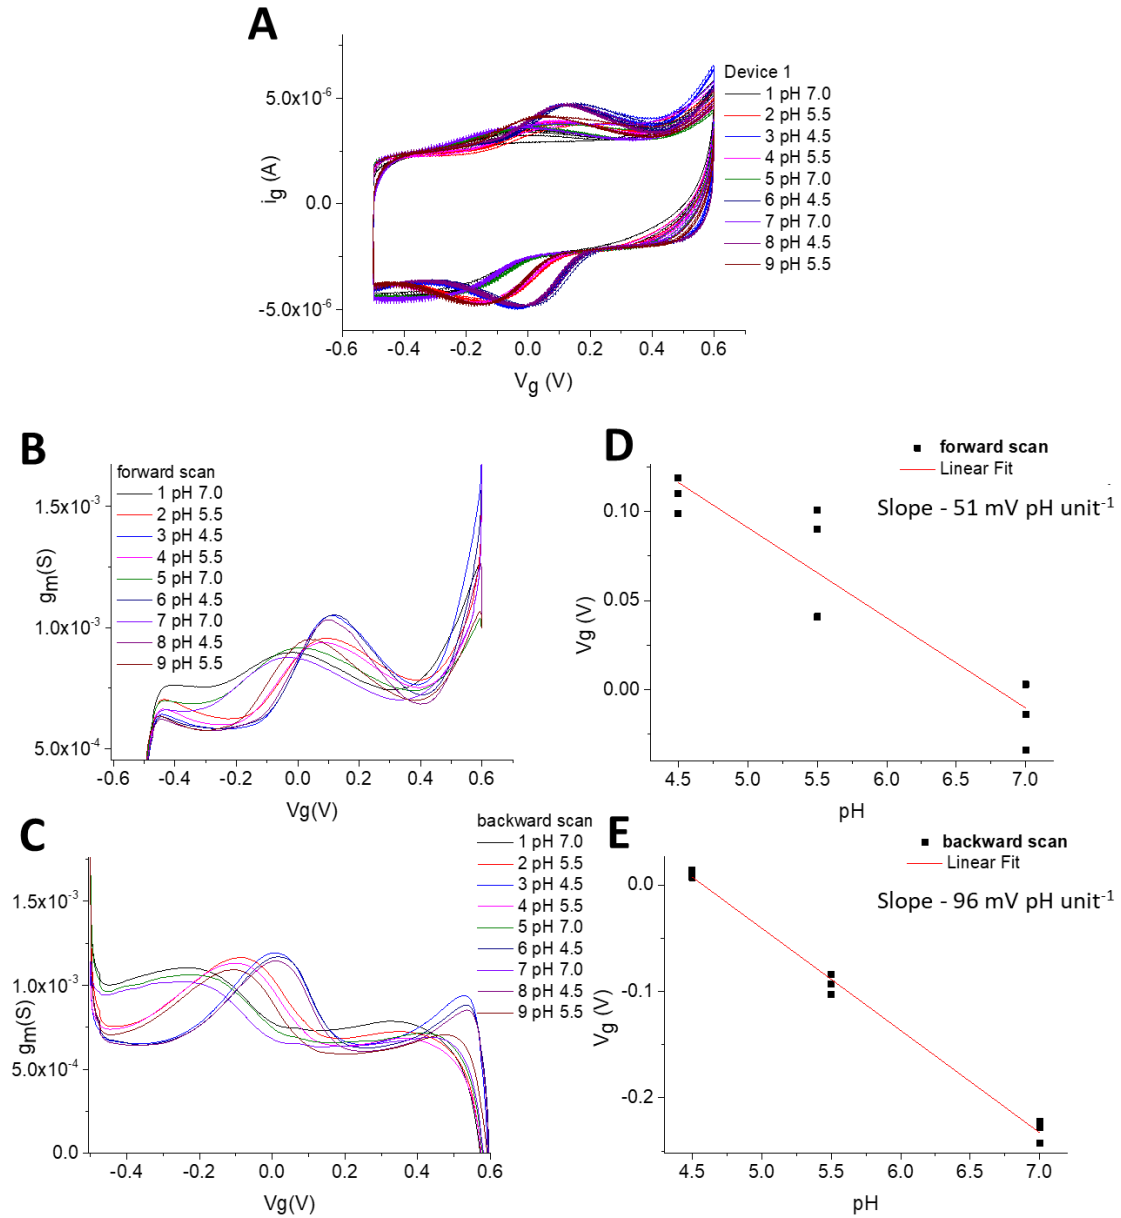 A
5.0x10⁻⁶
0.0
-5.0x10⁻⁶
i_g (A)
-0.6 -0.4 -0.2 0.0 0.2 0.4 0.6
V_g (V)
Device 1
1 pH 7.0
2 pH 5.5
3 pH 4.5
4 pH 5.5
5 pH 7.0
6 pH 4.5
7 pH 7.0
8 pH 4.5
9 pH 5.5
B
forward scan
1 pH 7.0
2 pH 5.5
3 pH 4.5
4 pH 5.5
5 pH 7.0
6 pH 4.5
7 pH 7.0
8 pH 4.5
9 pH 5.5
1.5x10⁻³
1.0x10⁻³
5.0x10⁻⁴
g_m(S)
-0.6 -0.4 -0.2 0.0 0.2 0.4 0.6
Vg(V)
D
forward scan
Linear Fit
Slope - 51 mV pH unit⁻¹
0.10
0.05
0.00
Vg (V)
4.5 5.0 5.5 6.0 6.5 7.0
pH
C
backward scan
1 pH 7.0
2 pH 5.5
3 pH 4.5
4 pH 5.5
5 pH 7.0
6 pH 4.5
7 pH 7.0
8 pH 4.5
9 pH 5.5
1.5x10⁻³
1.0x10⁻³
5.0x10⁻⁴
0.0
g_m(S)
-0.4 -0.2 0.0 0.2 0.4 0.6
Vg(V)
E
backward scan
Linear Fit
Slope - 96 mV pH unit⁻¹
0.0
-0.1
-0.2
V_g (V)
4.5 5.0 5.5 6.0 6.5 7.0
pH